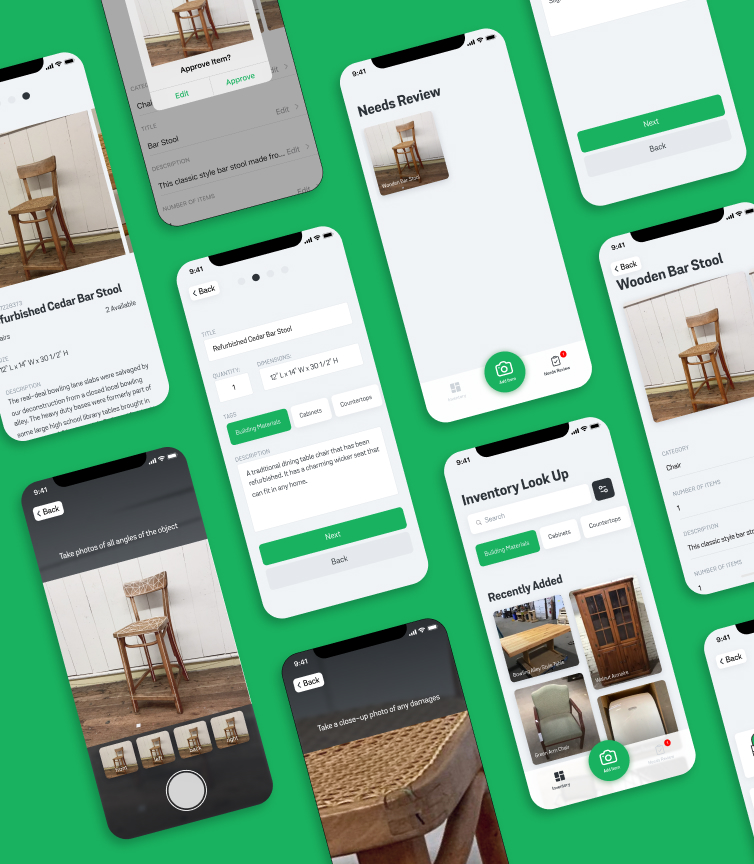 Approve Item?
Edit
Approve
Edit
Chai
TITLE
Bar Stool
Edit
DESCRIPTION
This classic style bar stool made fro...
Edit
NUMBER OF ITEMS
Edit
9:41
Needs Review
Wooden Bar Stool
Add Item
Needs Review
Next
Back
furbished Cedar Bar Stool
2 Available
airs
SIZE
12" L x 14" W x 30 1/2" H
DESCRIPTION
The real-deal bowling lane slabs were salvaged by
our deconstruction from a closed local bowling
alley. The heavy duty bases were formerly part of
some large high school library tables brought in
9:41
Back
TITLE
Refurbished Cedar Bar Stool
QUANTITY:
DIMENSIONS:
1
12" L x 14" W x 30 1/2" H
TAGS
Building Materials
Cabinets
Countertops
DESCRIPTION
A traditional dining table chair that has been
refurbished. It has a charming wicker seat that
can fit in any home.
Next
Back
9:41
Back
Wooden Bar Stool
CATEGORY
Chair
NUMBER OF ITEMS
1
DESCRIPTION
This classic style bar sto
NUMBER OF ITEMS
1
9:41
Back
Take photos of all angles of the object
front
left
back
right
9:41
Inventory Look Up
Search
Building Materials
Cabinets
Countertops
Recently Added
Bowling Alley Style Table
Walnut Armoire
Green Arm Chair
Inventory
Add Item
9:41
Back
Take a close-up photo of any damages
9:41
Back